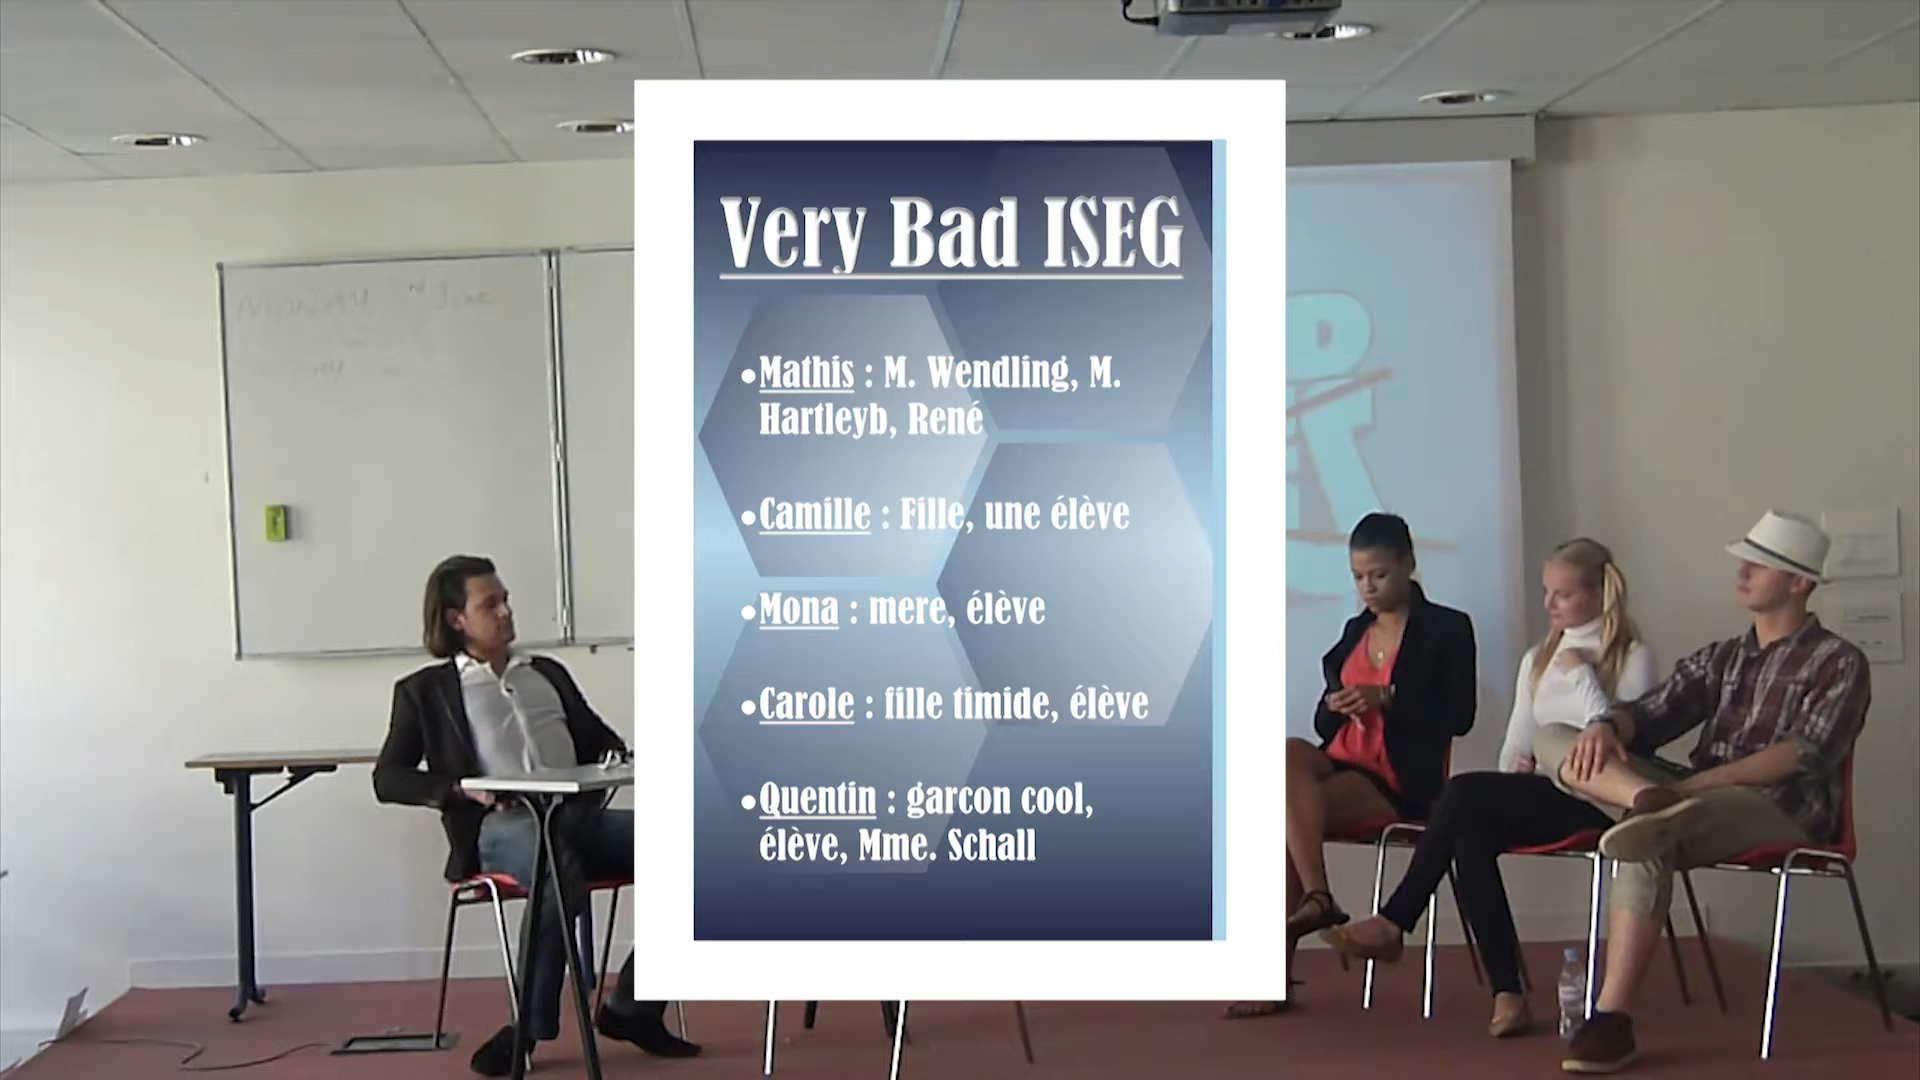 Very Bad ISEG
•Mathis : M. Wendling, M.
Hartleyb, René
•Camille : Fille, une élève
•Mona : mere, élève
•Carole : fille timide, élève
•Quentin : garcon cool,
élève, Mme. Schall
MONDAY